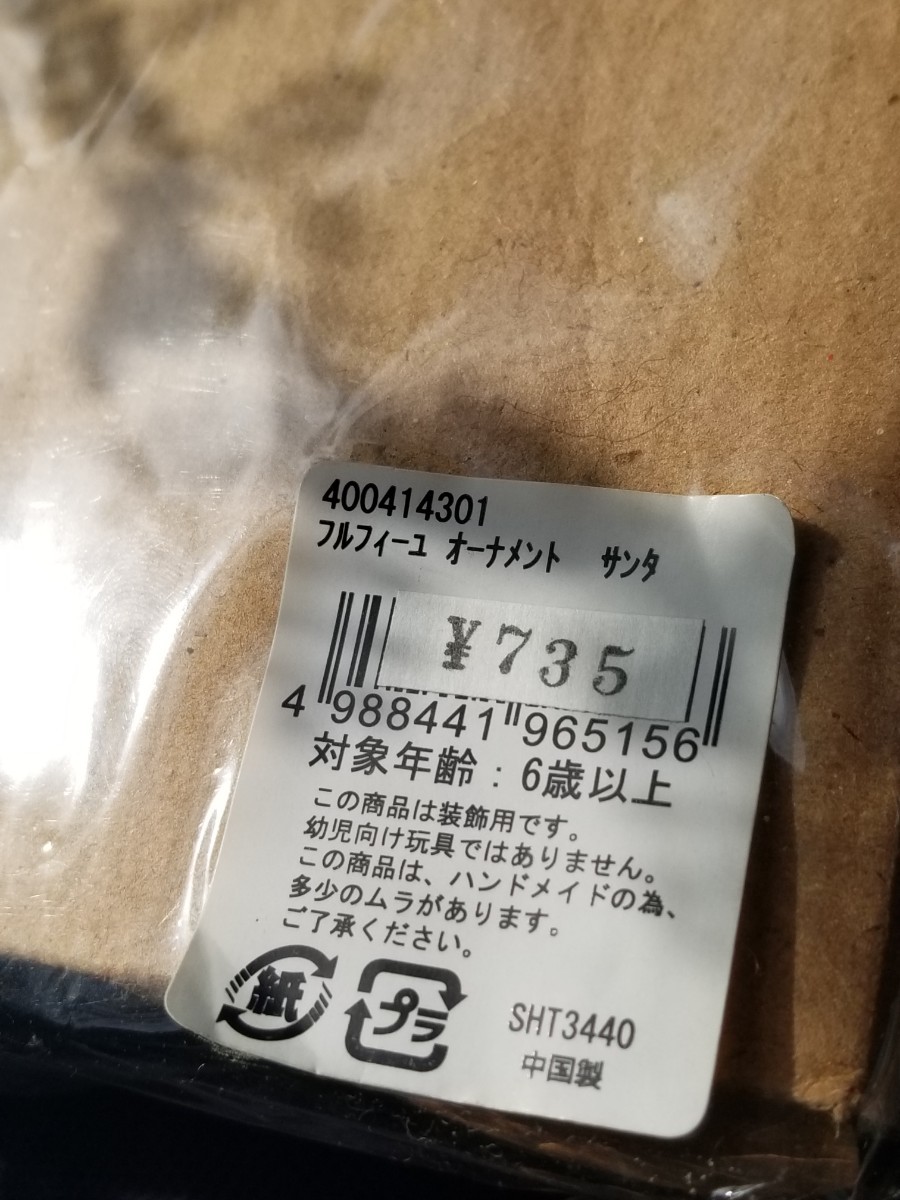 400414301
フルフィーユ オーナメント サンタ
¥735
4 988441 965156
対象年齢：6歳以上
この商品は装飾用です。
幼児向け玩具ではありません。
この商品は、ハンドメイドの為、
多少のムラがあります。
ご了承ください。
紙 プラ
SHT3440
中国製